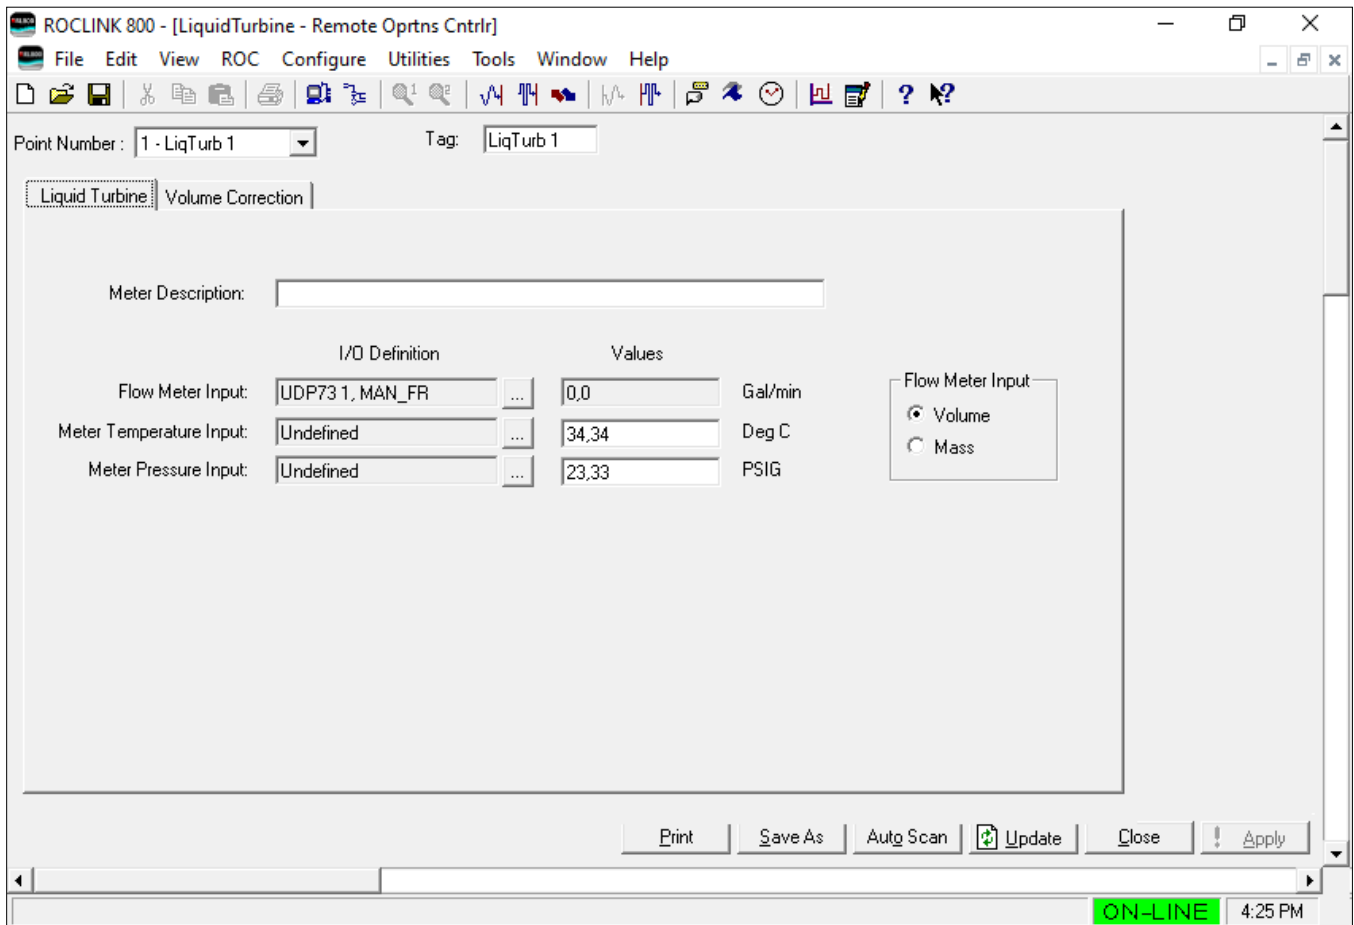 ROCLINK 800 - [LiquidTurbine - Remote Oprtns Cntrlr]
File Edit View ROC Configure Utilities Tools Window Help
Point Number : 1 - LiqTurb 1 Tag: LiqTurb 1
Liquid Turbine Volume Correction
Meter Description:
I/O Definition Values
Flow Meter Input: UDP73 1, MAN_FR ... 0,0 Gal/min
Meter Temperature Input: Undefined ... 34,34 Deg C
Meter Pressure Input: Undefined ... 23,33 PSIG
Flow Meter Input
Volume
Mass
Print Save As Auto Scan Update Close ! Apply
ON-LINE 4:25 PM